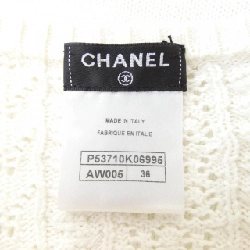 CHANEL
MADE IN ITALY
FABRIQUE EN ITALIE
P53710K06996
AW005 36